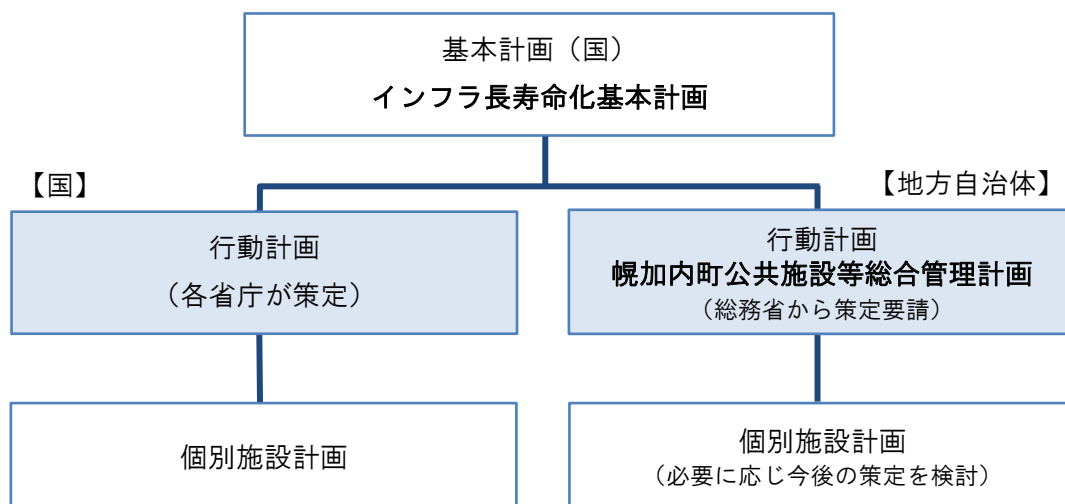 基本計画（国）
インフラ長寿命化基本計画
【国】
【地方自治体】
行動計画
（各省庁が策定）
行動計画
幌加内町公共施設等総合管理計画
（総務省から策定要請）
個別施設計画
個別施設計画
（必要に応じ今後の策定を検討）